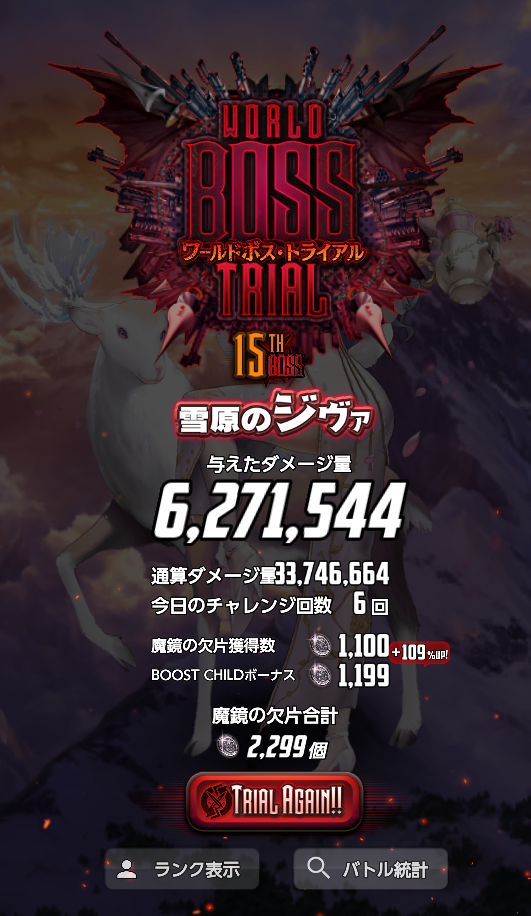 WORLD
BOSS
ワールドボス・トライアル
TRIAL
15TH BOSS
雪原のジヴァ
与えたダメージ量
6,271,544
通算ダメージ量33,746,664
今日のチャレンジ回数 6 回
魔鏡の欠片獲得数 1,100 +109%UP!
BOOST CHILDボーナス 1,199
魔鏡の欠片合計
2,299 個
TRIAL AGAIN!!
ランク表示 バトル統計